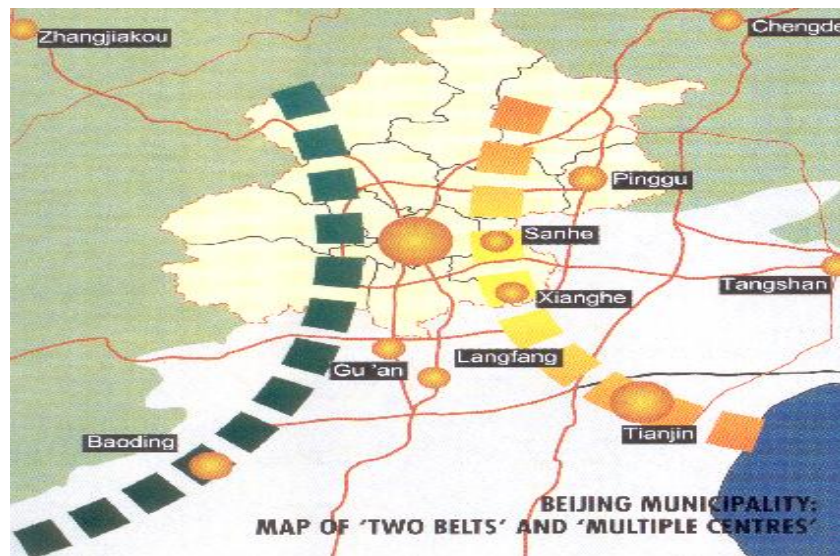 Zhangjiakou
Chengde
Pinggu
Sanhe
Xianghe
Tangshan
Gu 'an
Langfang
Baoding
Tianjin
BEIJING MUNICIPALITY:
MAP OF 'TWO BELTS' AND 'MULTIPLE CENTRES'